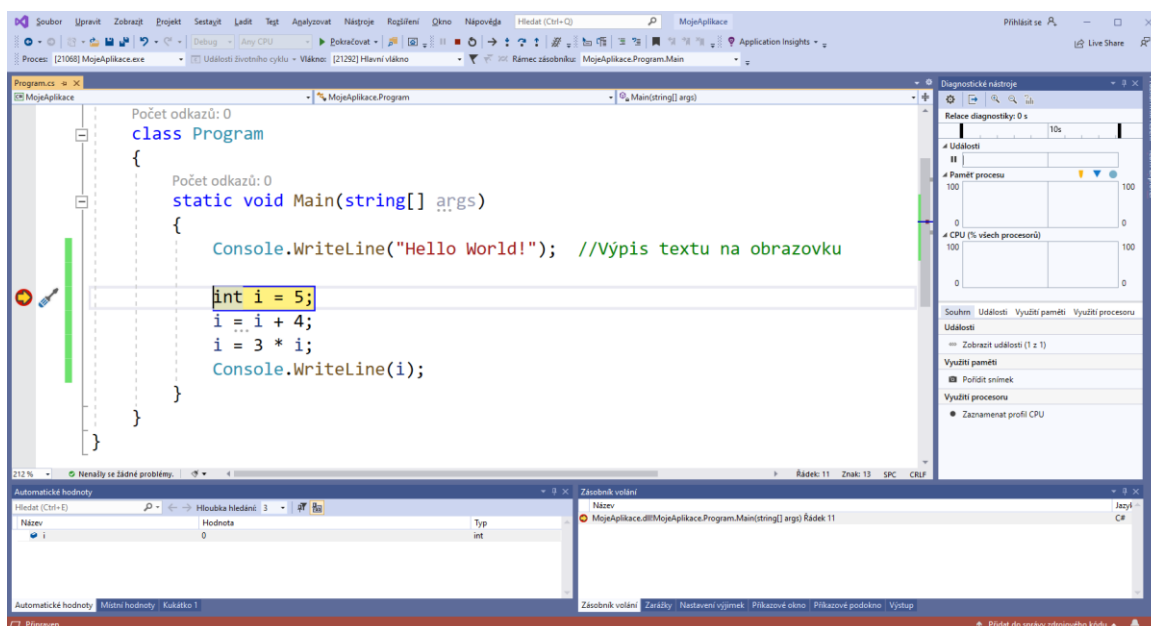 Soubor Upravit Zobrazit Projekt Sestavit Ladit Test Analyzovat Nástroje Rozšíření Okno Nápověda Hledat (Ctrl+Q) MojeAplikace Přihlásit se
Debug Any CPU Pokračovat Application Insights Live Share
Proces: [21068] MojeAplikace.exe Události životního cyklu Vlákno: [21292] Hlavní vlákno Rámec zásobníku: MojeAplikace.Program.Main
Program.cs
MojeAplikace MojeAplikace.Program Main(string[] args)
Počet odkazů: 0
class Program
{
Počet odkazů: 0
static void Main(string[] args)
{
Console.WriteLine("Hello World!"); //Výpis textu na obrazovku
int i = 5;
i = i + 4;
i = 3 * i;
Console.WriteLine(i);
}
}
}
212 % Nenašly se žádné problémy. Řádek: 11 Znak: 13 SPC CRLF
Diagnostické nástroje
Relace diagnostiky: 0 s
10s
Události
Paměť procesu
100 100
0 0
CPU (% všech procesorů)
100 100
0 0
Souhrn Události Využití paměti Využití procesoru
Události
Zobrazit události (1 z 1)
Využití paměti
Pořídit snímek
Využití procesoru
Zaznamenat profil CPU
Automatické hodnoty
Hledat (Ctrl+E) Hloubka hledání: 3
Název Hodnota Typ
i 0 int
Automatické hodnoty Místní hodnoty Kukátko 1
Zásobník volání
Název Jazyk
MojeAplikace.dll!MojeAplikace.Program.Main(string[] args) Řádek 11 C#
Zásobník volání Zarážky Nastavení výjimek Příkazové okno Příkazové podokno Výstup
Připraven Přidat do správy zdrojového kódu